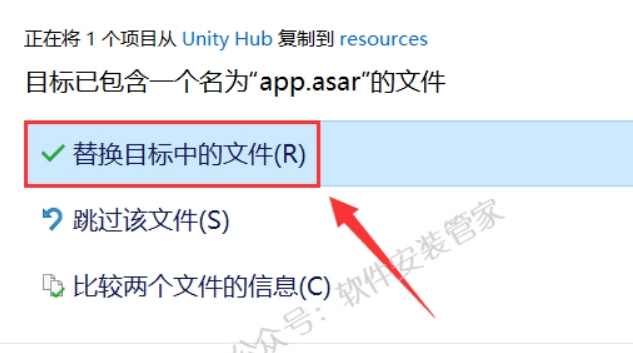 正在将 1 个项目从 Unity Hub 复制到 resources
目标已包含一个名为“app.asar”的文件
替换目标中的文件(R)
跳过该文件(S)
比较两个文件的信息(C)
公众号：软件安装管家